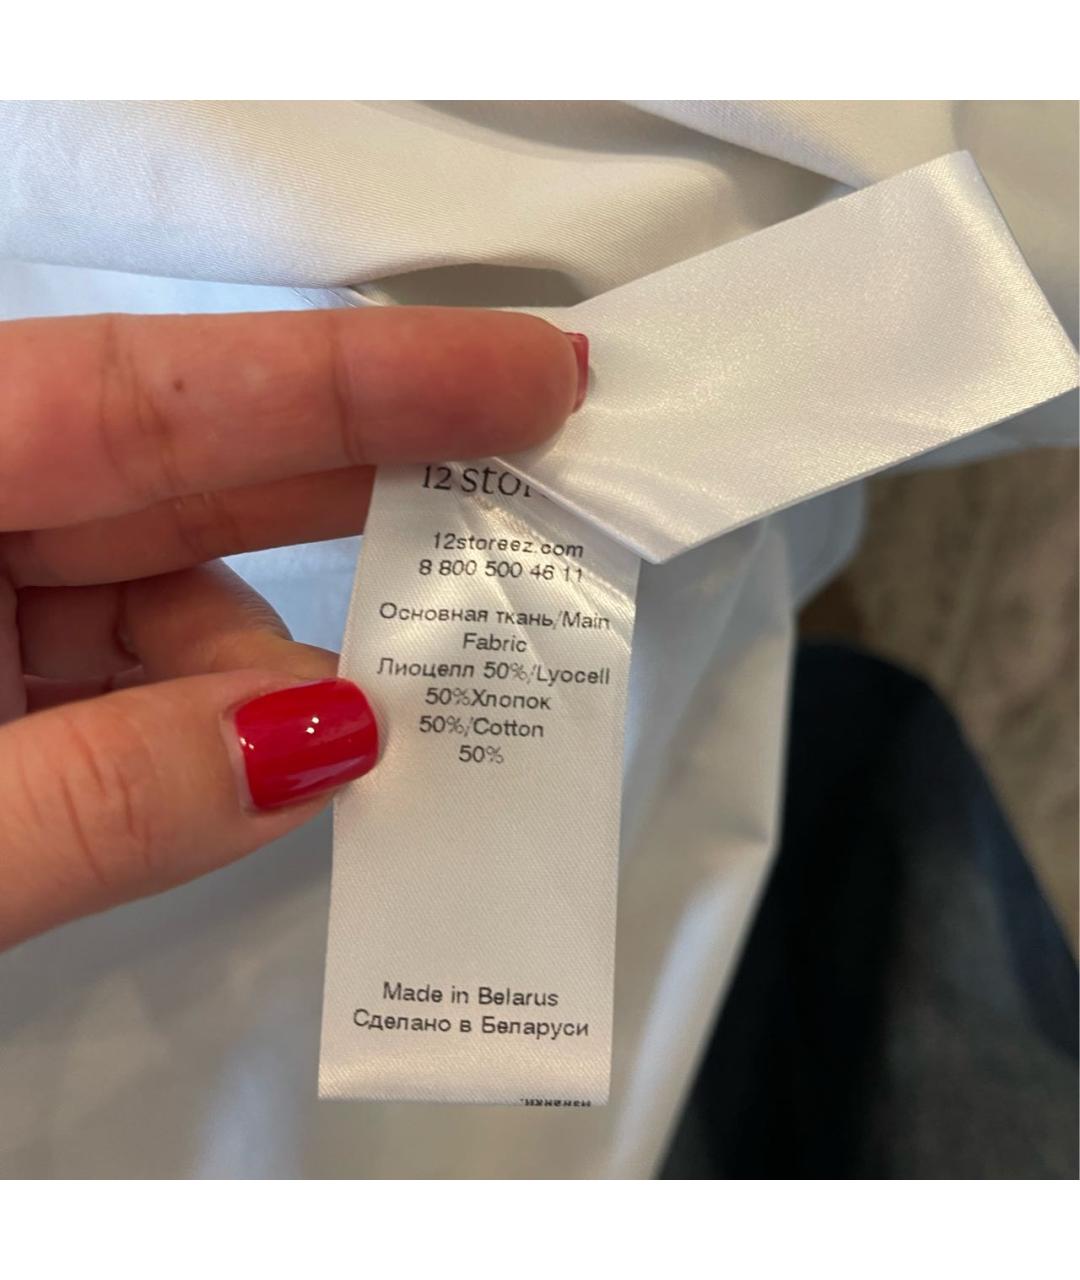 12
12storeez.com
8 800 500 46 11
Основная ткань/Main
Fabric
Лиоцелл 50%/Lyocell
50%Хлопок
50%/Cotton
50%
Made in Belarus
Сделано в Беларуси